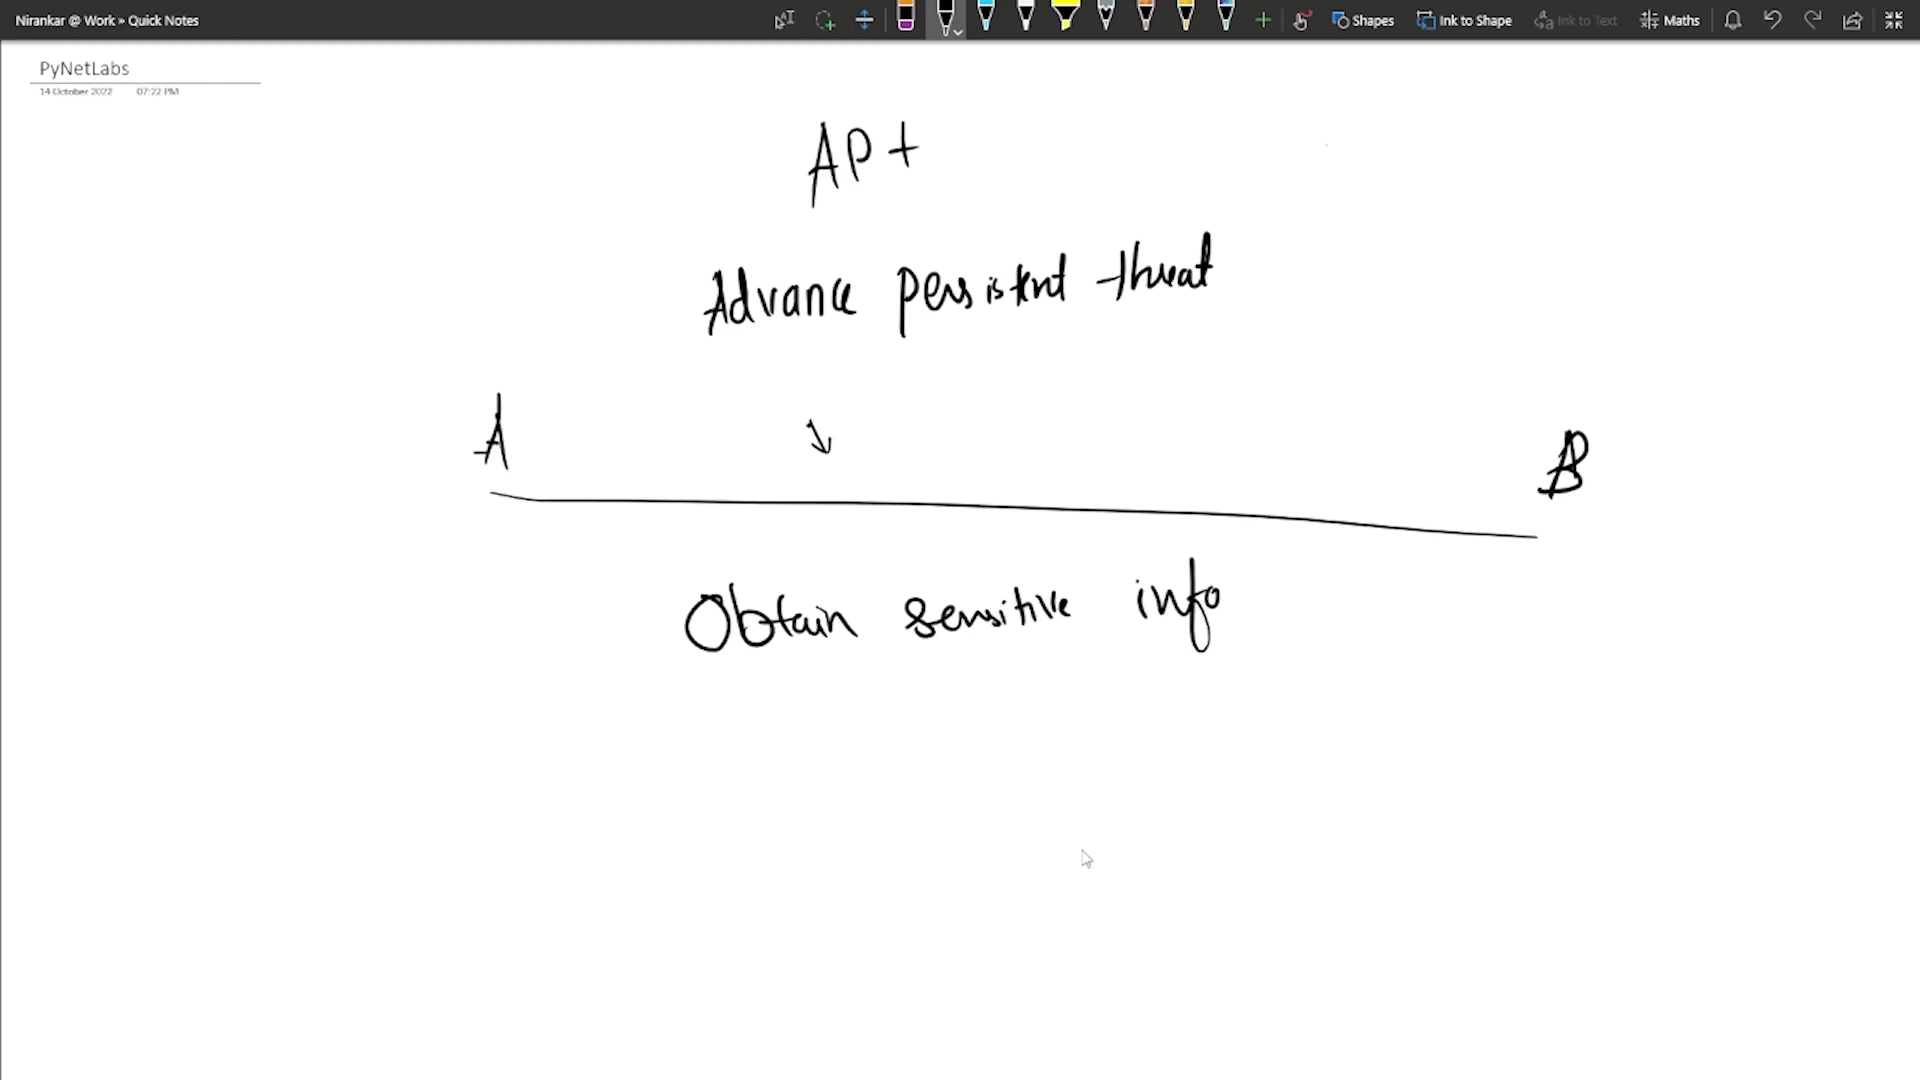 Nirankar @ Work » Quick Notes
Shapes Ink to Shape Ink to Text Maths
PyNetLabs
14 October 2022 07:22 PM
APt
Advance persistent threat
A B
Obtain sensitive info